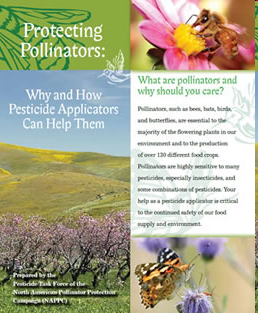 Protecting
Pollinators:
Why and How
Pesticide Applicators
Can Help Them
Prepared by the
Pesticide Task Force of the
North American Pollinator Protection
Campaign (NAPPC)
What are pollinators and
why should you care?
Pollinators, such as bees, bats, birds,
and butterflies, are essential to the
majority of the flowering plants in our
environment and to the production
of over 130 different food crops.
Pollinators are highly sensitive to many
pesticides, especially insecticides, and
some combinations of pesticides. Your
help as a pesticide applicator is critical
to the continued safety of our food
supply and environment.